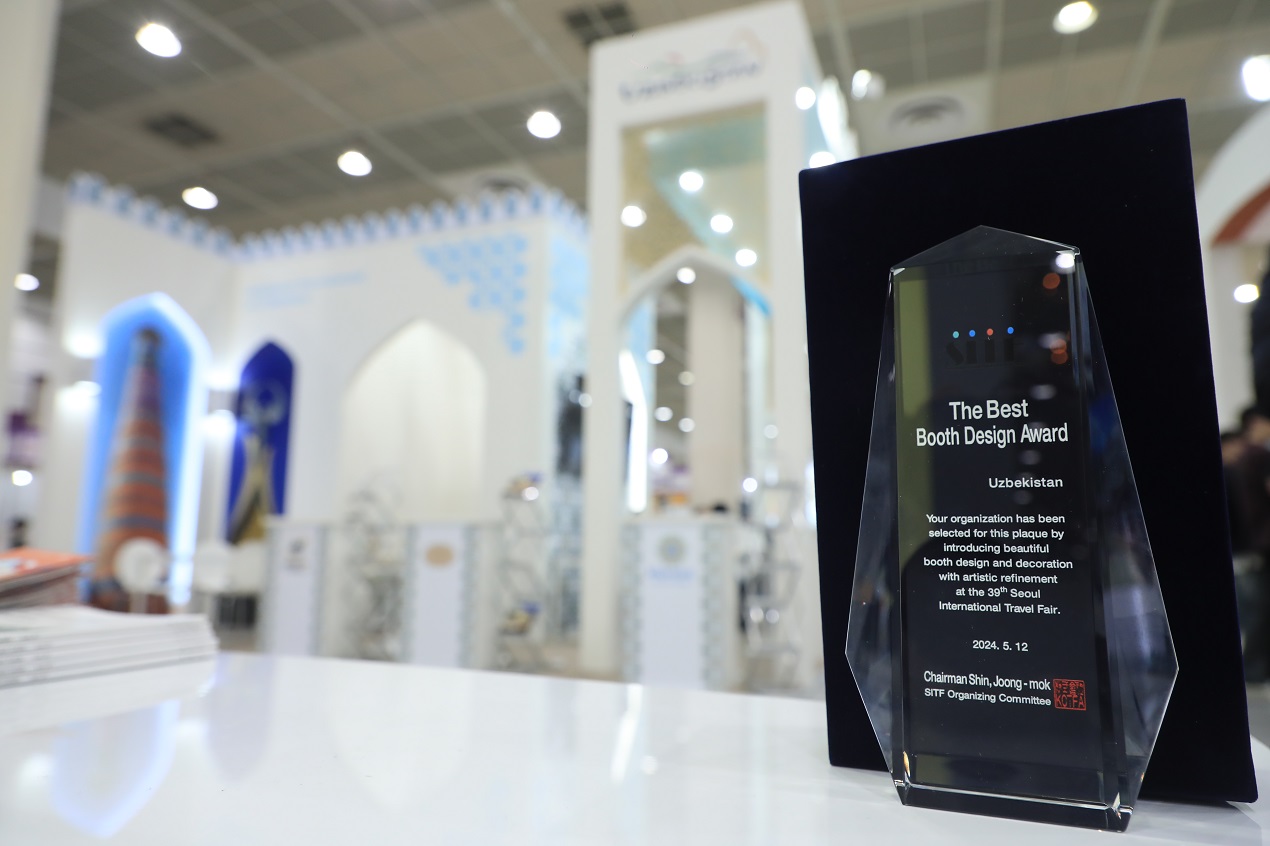 SITF
The Best
Booth Design Award
Uzbekistan
Your organization has been
selected for this plaque by
introducing beautiful
booth design and decoration
with artistic refinement
at the 39th Seoul
International Travel Fair.
2024. 5. 12
Chairman Shin, Joong - mok
SITF Organizing Committee
KOTFA